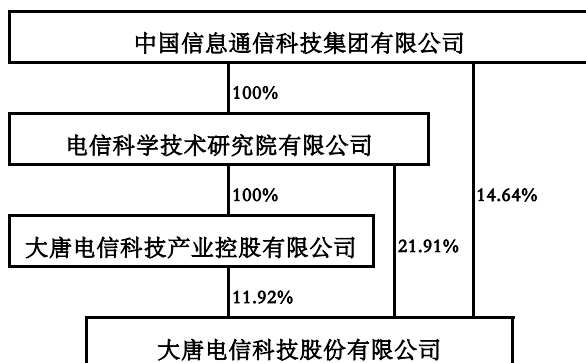 中国信息通信科技集团有限公司
100%
电信科学技术研究院有限公司
100%
14.64%
大唐电信科技产业控股有限公司
21.91%
11.92%
大唐电信科技股份有限公司